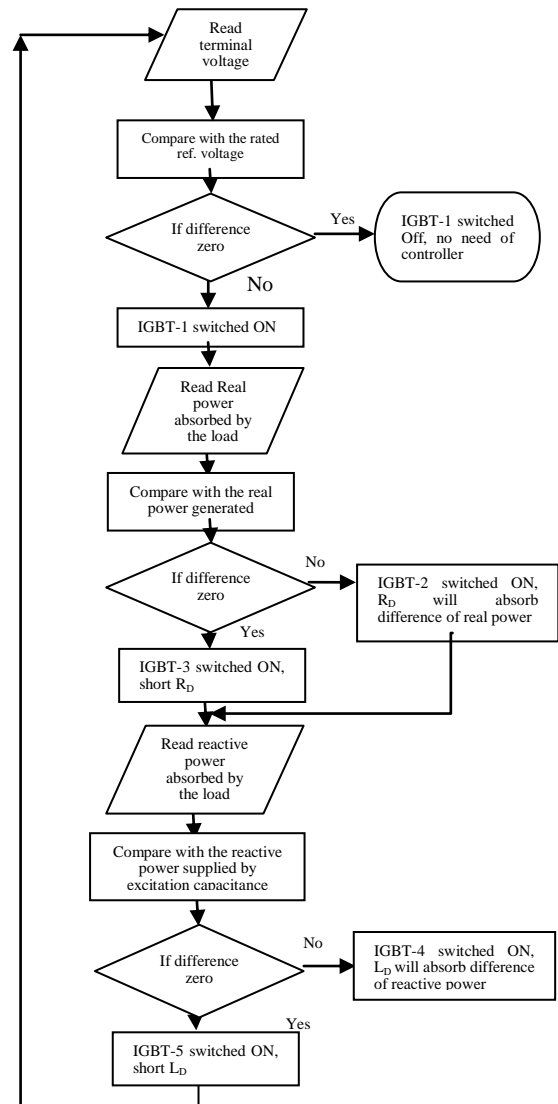 Read
terminal
voltage
Compare with the rated
ref. voltage
If difference
zero
Yes
IGBT-1 switched
Off, no need of
controller
No
IGBT-1 switched ON
Read Real
power
absorbed by
the load
Compare with the real
power generated
If difference
zero
No
IGBT-2 switched ON,
RD will absorb
difference of real power
Yes
IGBT-3 switched ON,
short RD
Read reactive
power
absorbed by
the load
Compare with the reactive
power supplied by
excitation capacitance
If difference
zero
No
IGBT-4 switched ON,
LD will absorb difference
of reactive power
Yes
IGBT-5 switched ON,
short LD